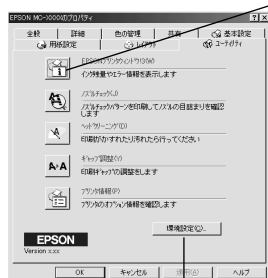 EPSON MC-XXXXのプロパティ
全般 詳細 色の管理 共有 基本設定
用紙設定 レイアウト ユーティリティ
EPSONプリンタウィンドウ!3(W)
インク残量やエラー情報を表示します
ノズルチェック(J)
ノズルチェックパターンを印刷してノズルの目詰まりを確認します
ヘッドクリーニング(D)
印刷がかすれたり汚れたら行ってください
ギャップ調整(Y)
印刷ギャップの調整をします
プリンタ情報(P)
プリンタのオプション情報を確認します
環境設定(C)...
EPSON
Version x.xx
OK キャンセル 適用(A) ヘルプ